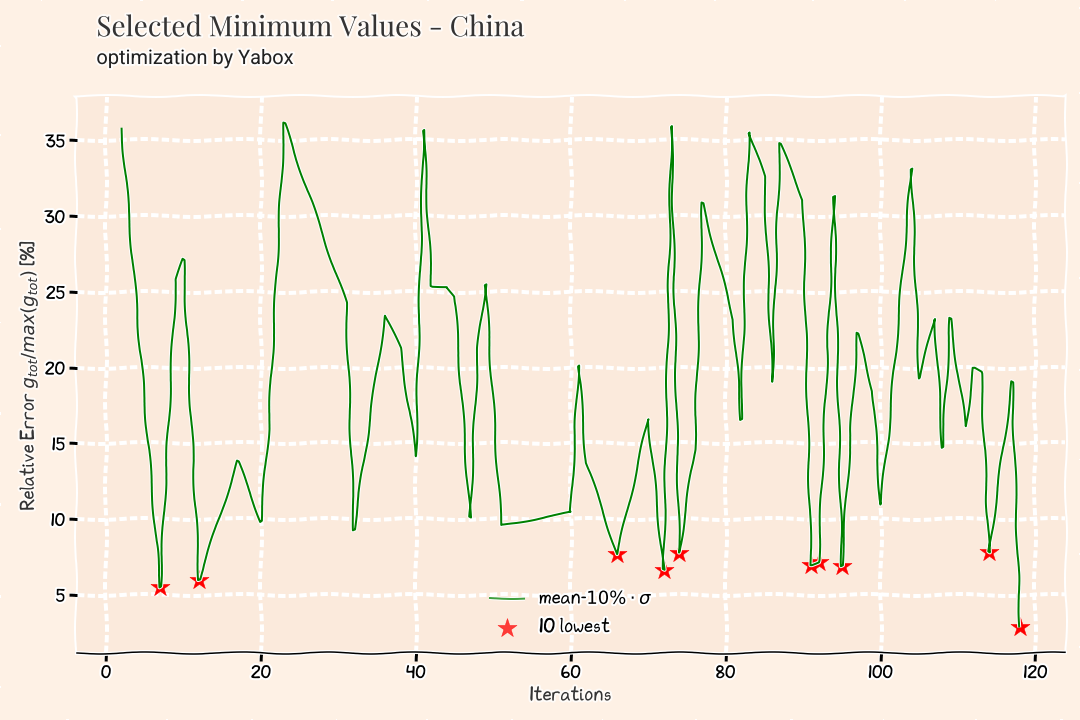 Selected Minimum Values - China
optimization by Yabox
Relative Error g_tot/max(g_tot) [%]
35
30
25
20
15
10
5
mean-10% · σ
10 lowest
0 20 40 60 80 100 120
Iterations